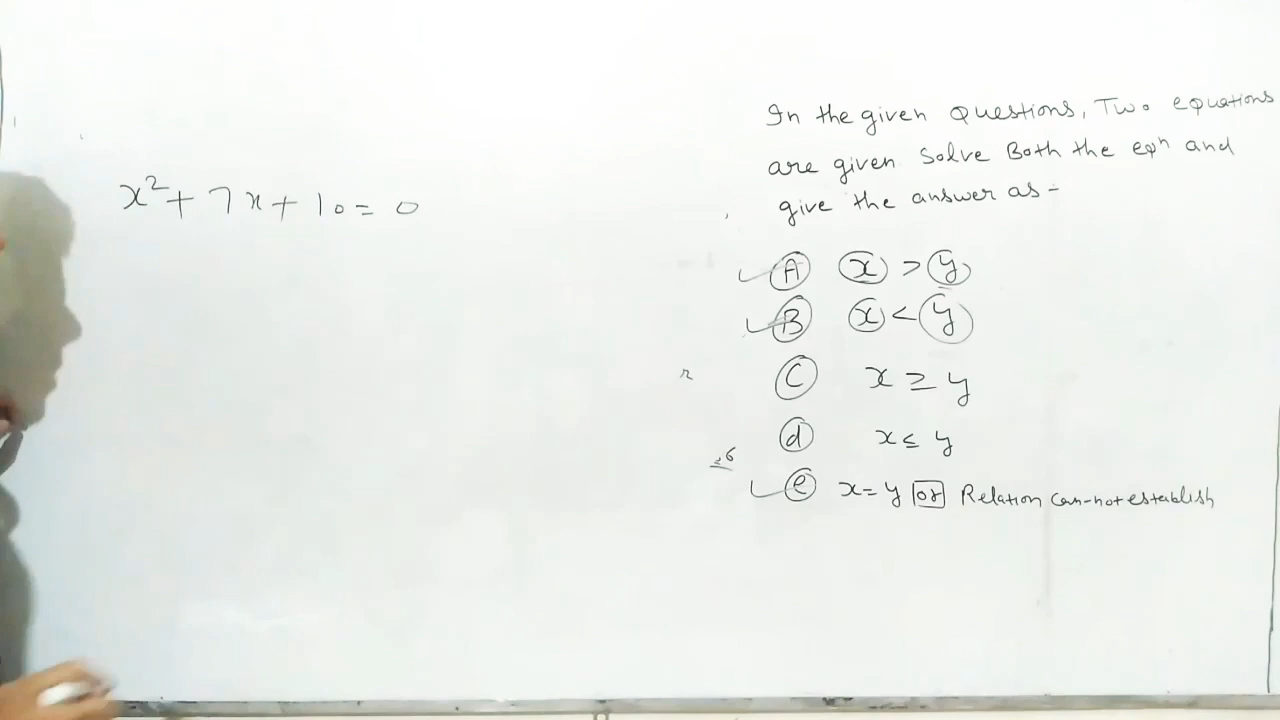 x² + 7x + 10 = 0
In the given Questions, Two equations
are given Solve Both the eqⁿ and
give the answer as -
A x > y
B x < y
C x ≥ y
d x ≤ y
e x = y or Relation can-not establish